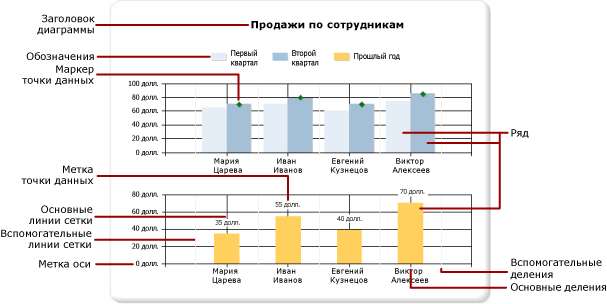 Заголовок
диаграммы
Продажи по сотрудникам
Обозначения
Первый
квартал
Второй
квартал
Прошлый год
Маркер
точки данных
100 долл.
80 долл.
60 долл.
40 долл.
20 долл.
0 долл.
Ряд
Мария
Царева
Иван
Иванов
Евгений
Кузнецов
Виктор
Алексеев
Метка
точки данных
80 долл.
60 долл.
40 долл.
20 долл.
0 долл.
35 долл.
55 долл.
40 долл.
70 долл.
Основные
линии сетки
Вспомогательные
линии сетки
Метка оси
Мария
Царева
Иван
Иванов
Евгений
Кузнецов
Виктор
Алексеев
Вспомогательные
деления
Основные деления